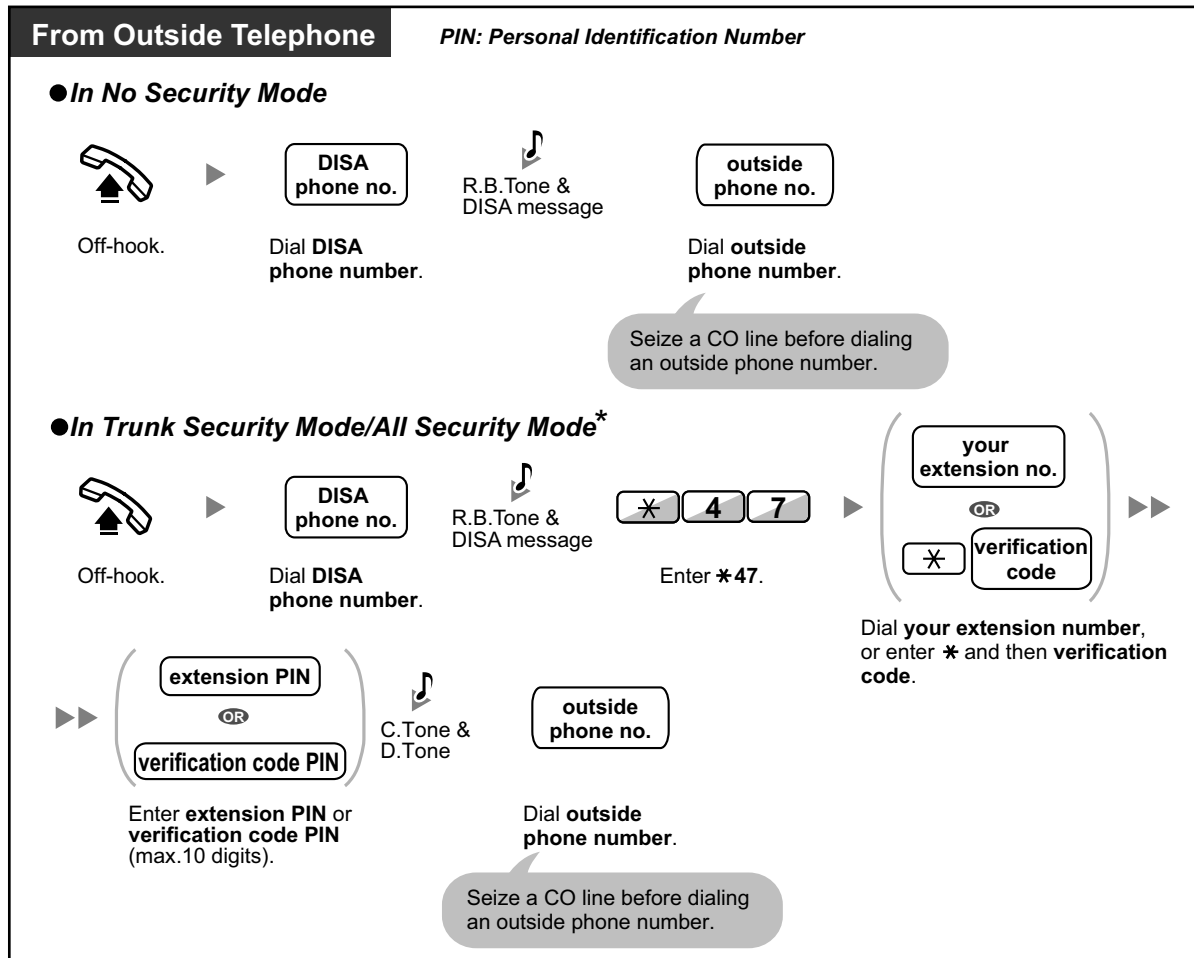 From Outside Telephone
PIN: Personal Identification Number
●In No Security Mode
DISA
phone no.
R.B.Tone &
DISA message
outside
phone no.
Off-hook.
Dial DISA
phone number.
Dial outside
phone number.
Seize a CO line before dialing
an outside phone number.
●In Trunk Security Mode/All Security Mode*
DISA
phone no.
R.B.Tone &
DISA message
* 4 7
your
extension no.
OR
* verification
code
Off-hook.
Dial DISA
phone number.
Enter *47.
Dial your extension number,
or enter * and then verification
code.
extension PIN
OR
verification code PIN
C.Tone &
D.Tone
outside
phone no.
Enter extension PIN or
verification code PIN
(max.10 digits).
Dial outside
phone number.
Seize a CO line before dialing
an outside phone number.